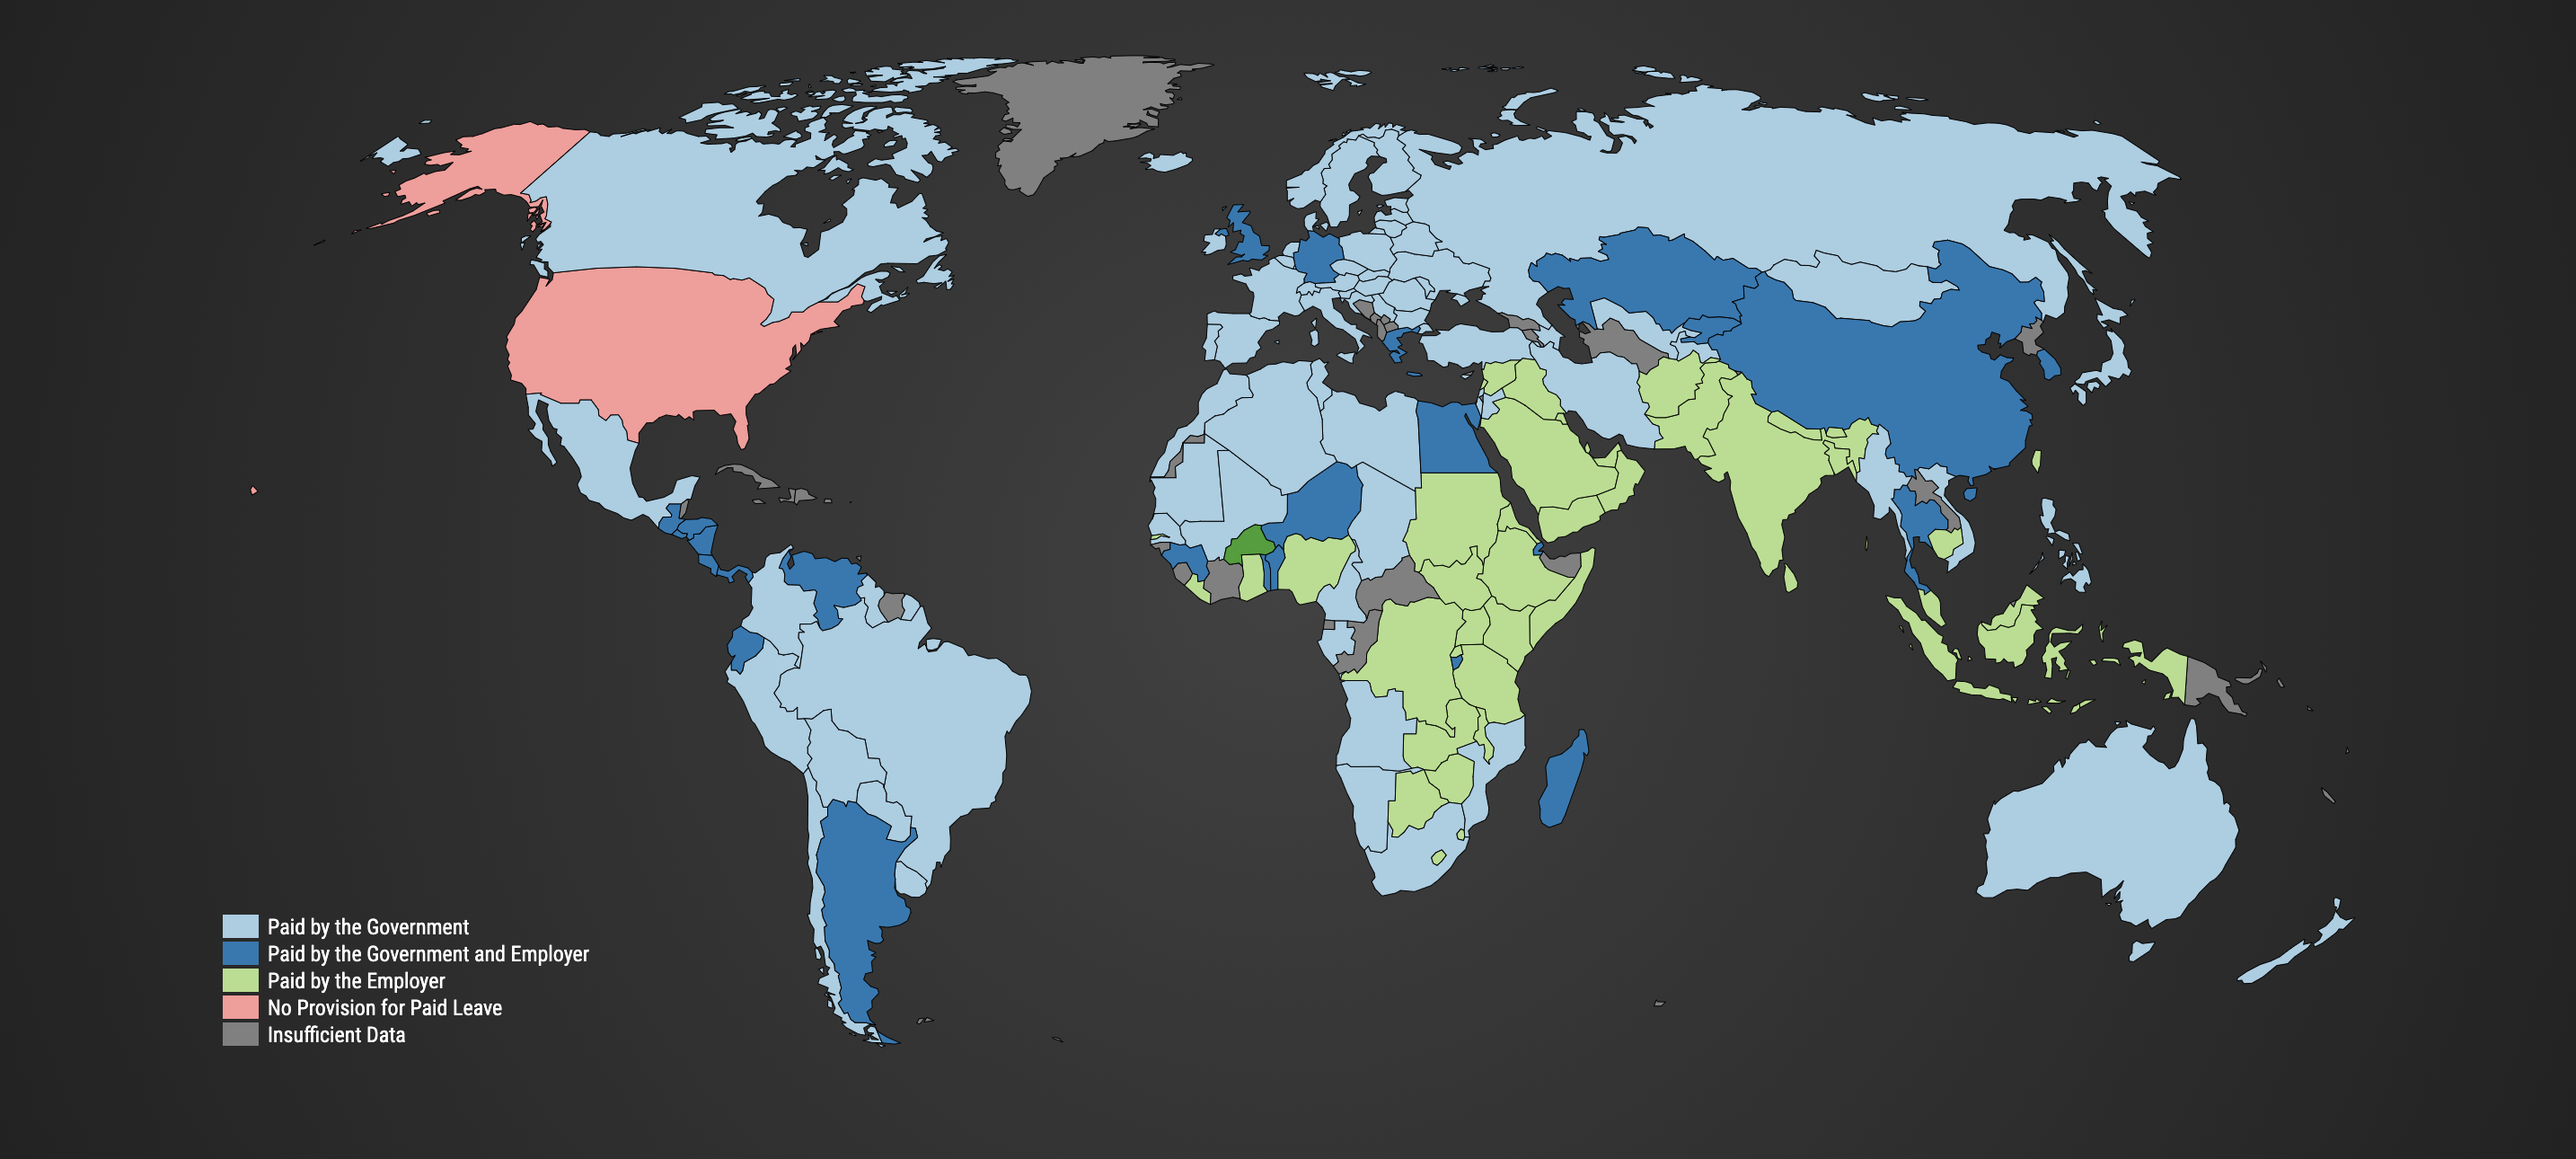 Paid by the Government
Paid by the Government and Employer
Paid by the Employer
No Provision for Paid Leave
Insufficient Data